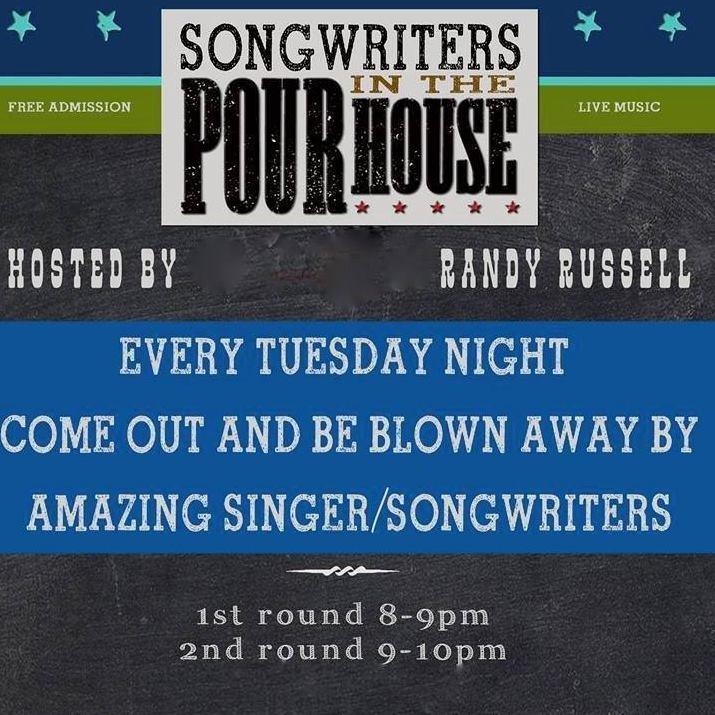 SONGWRITERS
IN THE
POUR HOUSE
FREE ADMISSION
LIVE MUSIC
HOSTED BY RANDY RUSSELL
EVERY TUESDAY NIGHT
COME OUT AND BE BLOWN AWAY BY
AMAZING SINGER/SONGWRITERS
1st round 8-9pm
2nd round 9-10pm